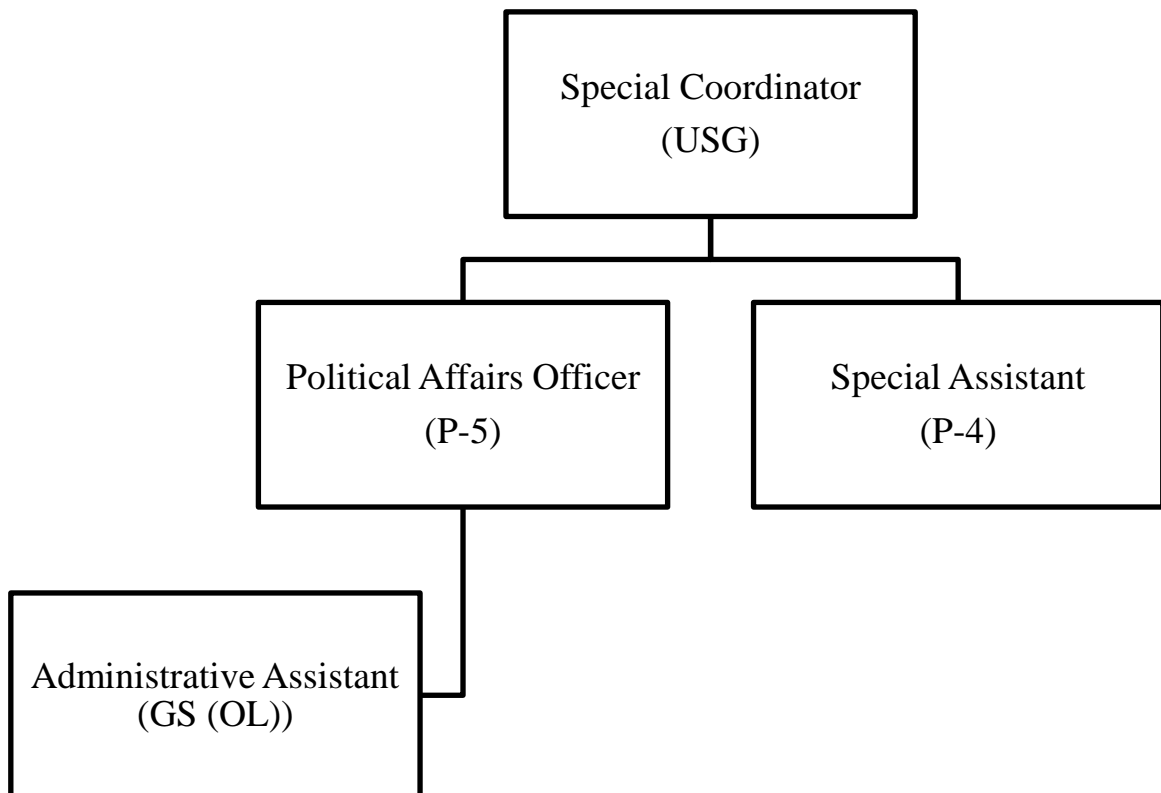 Special Coordinator
(USG)
Political Affairs Officer
(P-5)
Special Assistant
(P-4)
Administrative Assistant
(GS (OL))